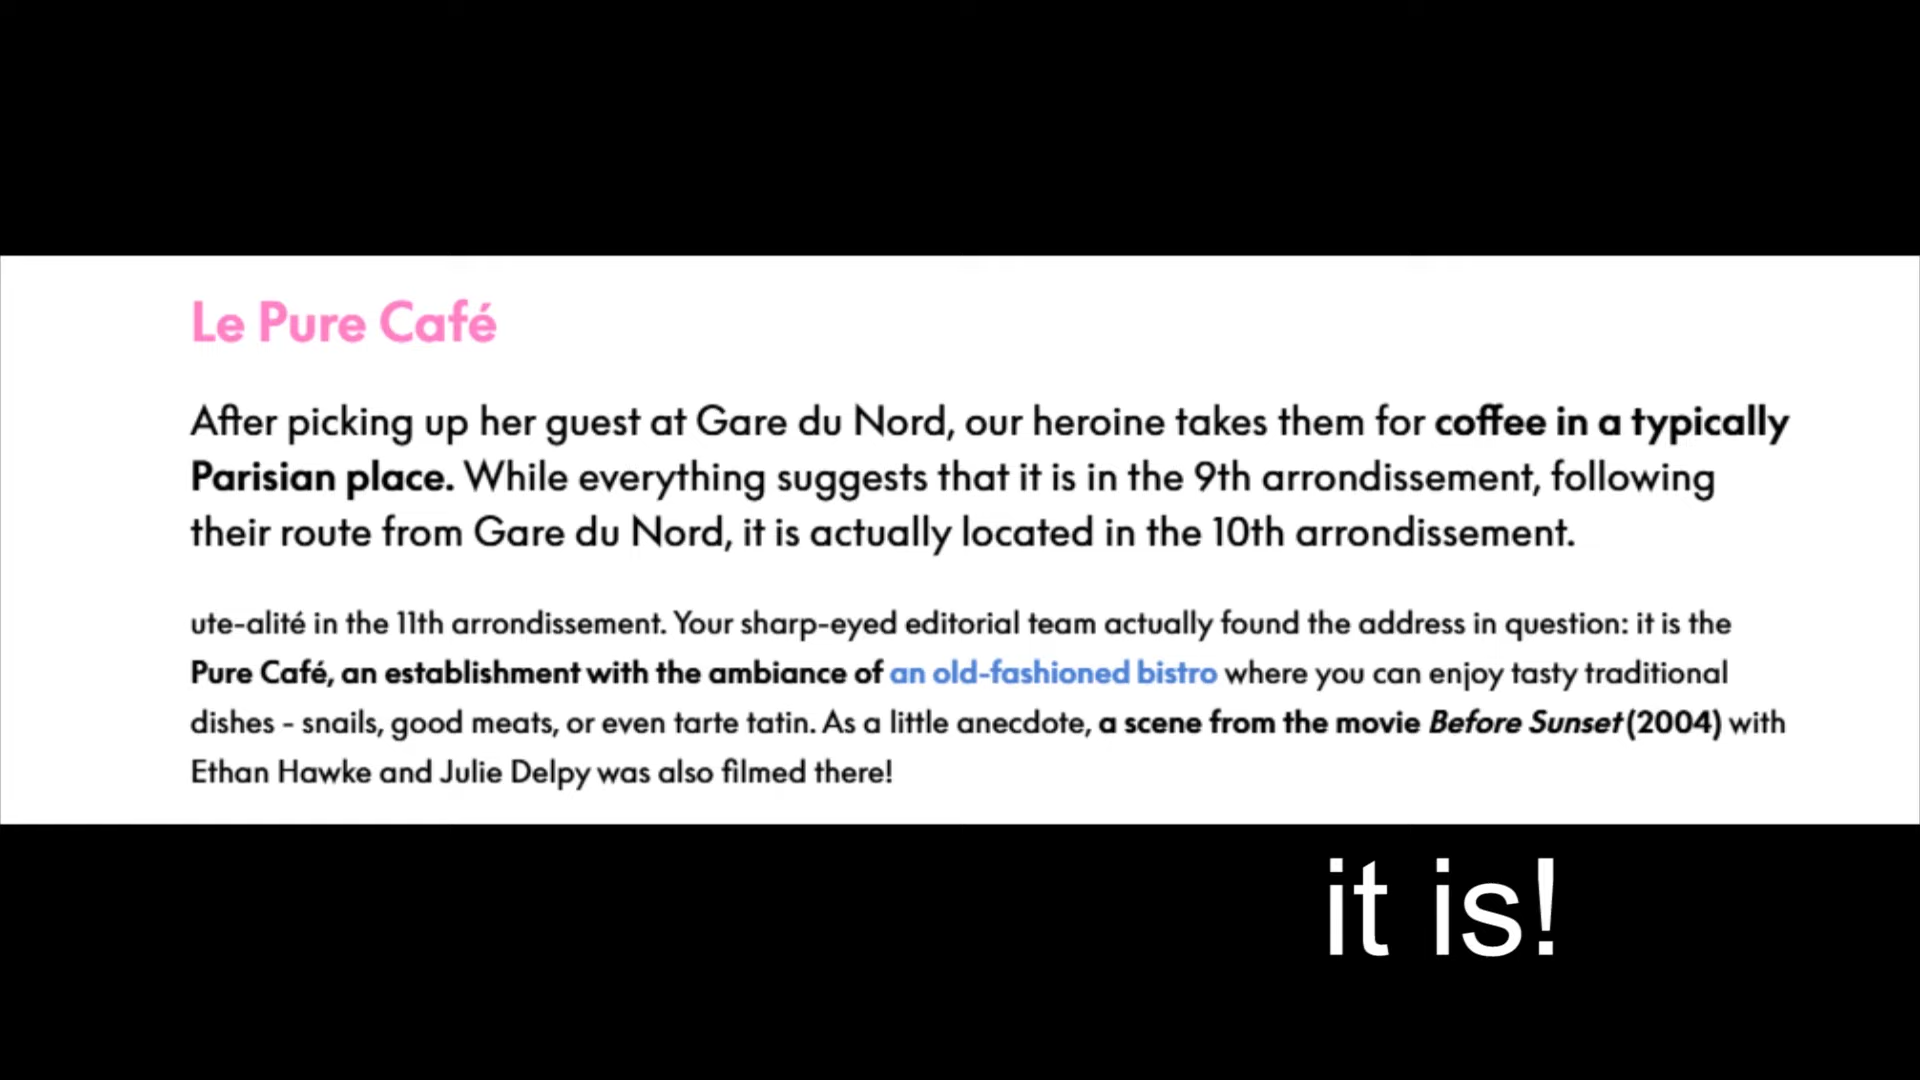 Le Pure Café
After picking up her guest at Gare du Nord, our heroine takes them for coffee in a typically
Parisian place. While everything suggests that it is in the 9th arrondissement, following
their route from Gare du Nord, it is actually located in the 10th arrondissement.
ute-alité in the 11th arrondissement. Your sharp-eyed editorial team actually found the address in question: it is the
Pure Café, an establishment with the ambiance of an old-fashioned bistro where you can enjoy tasty traditional
dishes - snails, good meats, or even tarte tatin. As a little anecdote, a scene from the movie Before Sunset (2004) with
Ethan Hawke and Julie Delpy was also filmed there!
it is!